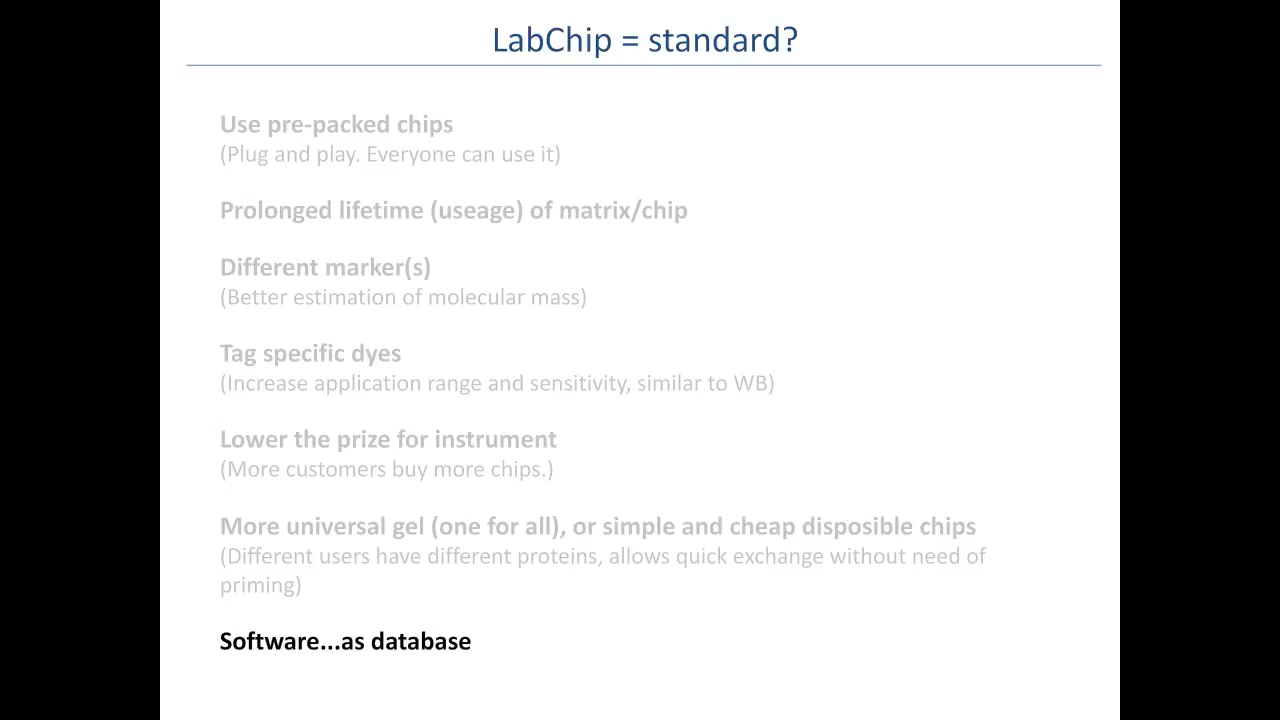 LabChip = standard?
Use pre-packed chips
(Plug and play. Everyone can use it)
Prolonged lifetime (useage) of matrix/chip
Different marker(s)
(Better estimation of molecular mass)
Tag specific dyes
(Increase application range and sensitivity, similar to WB)
Lower the prize for instrument
(More customers buy more chips.)
More universal gel (one for all), or simple and cheap disposible chips
(Different users have different proteins, allows quick exchange without need of
priming)
Software...as database